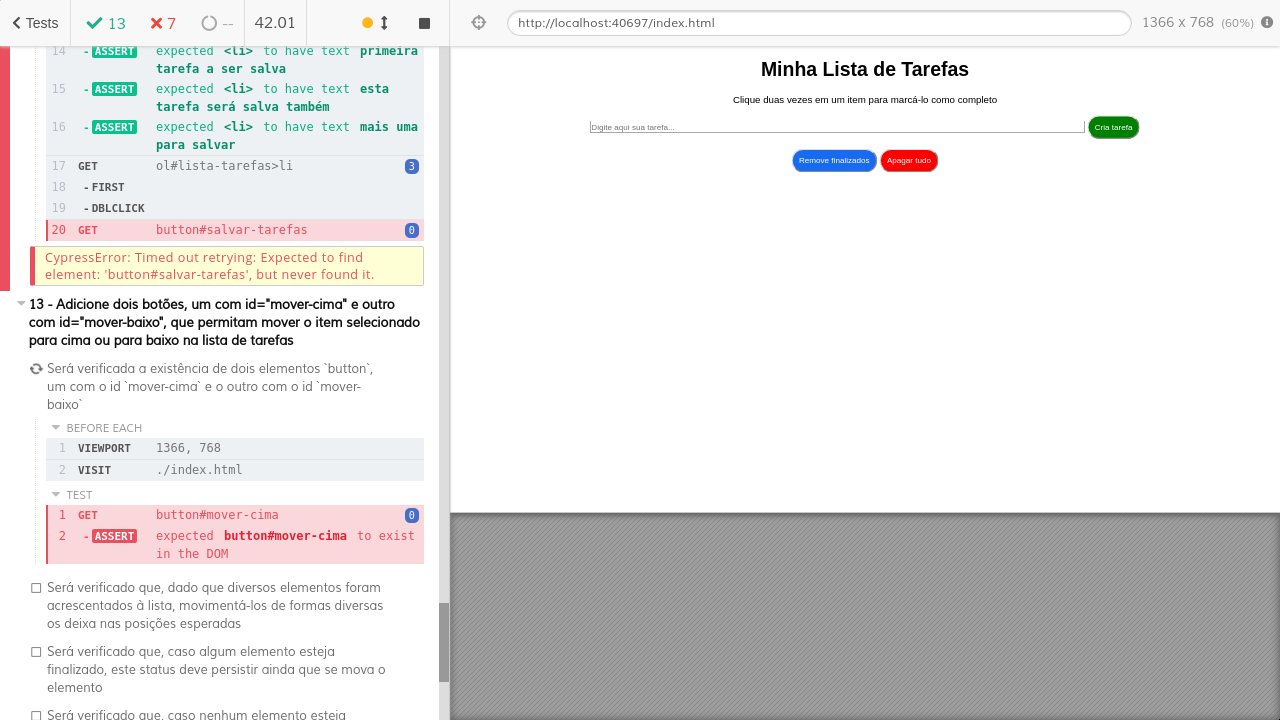 Tests
13
7
--
42.01
http://localhost:40697/index.html
1366 x 768 (60%)
14 - ASSERT expected <li> to have text primeira
tarefa a ser salva
15 - ASSERT expected <li> to have text esta
tarefa será salva também
16 - ASSERT expected <li> to have text mais uma
para salvar
17 GET ol#lista-tarefas>li 3
18 - FIRST
19 - DBLCLICK
20 GET button#salvar-tarefas 0
CypressError: Timed out retrying: Expected to find
element: 'button#salvar-tarefas', but never found it.
13 - Adicione dois botões, um com id="mover-cima" e outro
com id="mover-baixo", que permitam mover o item selecionado
para cima ou para baixo na lista de tarefas
Será verificada a existência de dois elementos `button`,
um com o id `mover-cima` e o outro com o id `mover-
baixo`
BEFORE EACH
1 VIEWPORT 1366, 768
2 VISIT ./index.html
TEST
1 GET button#mover-cima 0
2 - ASSERT expected button#mover-cima to exist
in the DOM
Será verificado que, dado que diversos elementos foram
acrescentados à lista, movimentá-los de formas diversas
os deixa nas posições esperadas
Será verificado que, caso algum elemento esteja
finalizado, este status deve persistir ainda que se mova o
elemento
Será verificado que, caso nenhum elemento esteja
Minha Lista de Tarefas
Clique duas vezes em um item para marcá-lo como completo
Digite aqui sua tarefa...
Cria tarefa
Remove finalizados
Apagar tudo